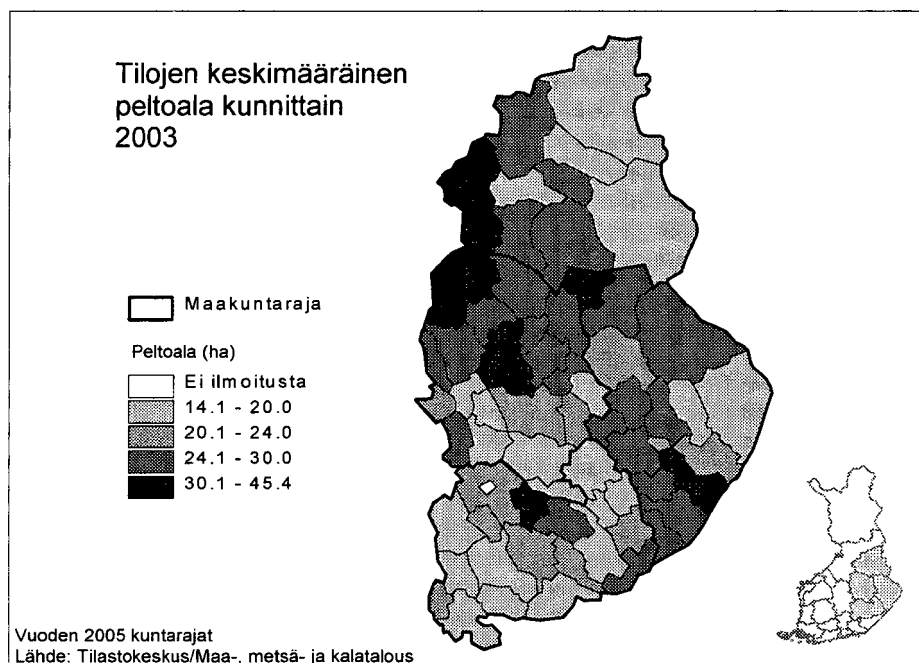 Tilojen keskimääräinen
peltoala kunnittain
2003
Maakuntaraja
Peltoala (ha)
Ei ilmoitusta
14.1 - 20.0
20.1 - 24.0
24.1 - 30.0
30.1 - 45.4
Vuoden 2005 kuntarajat
Lähde: Tilastokeskus/Maa-, metsä- ja kalatalous